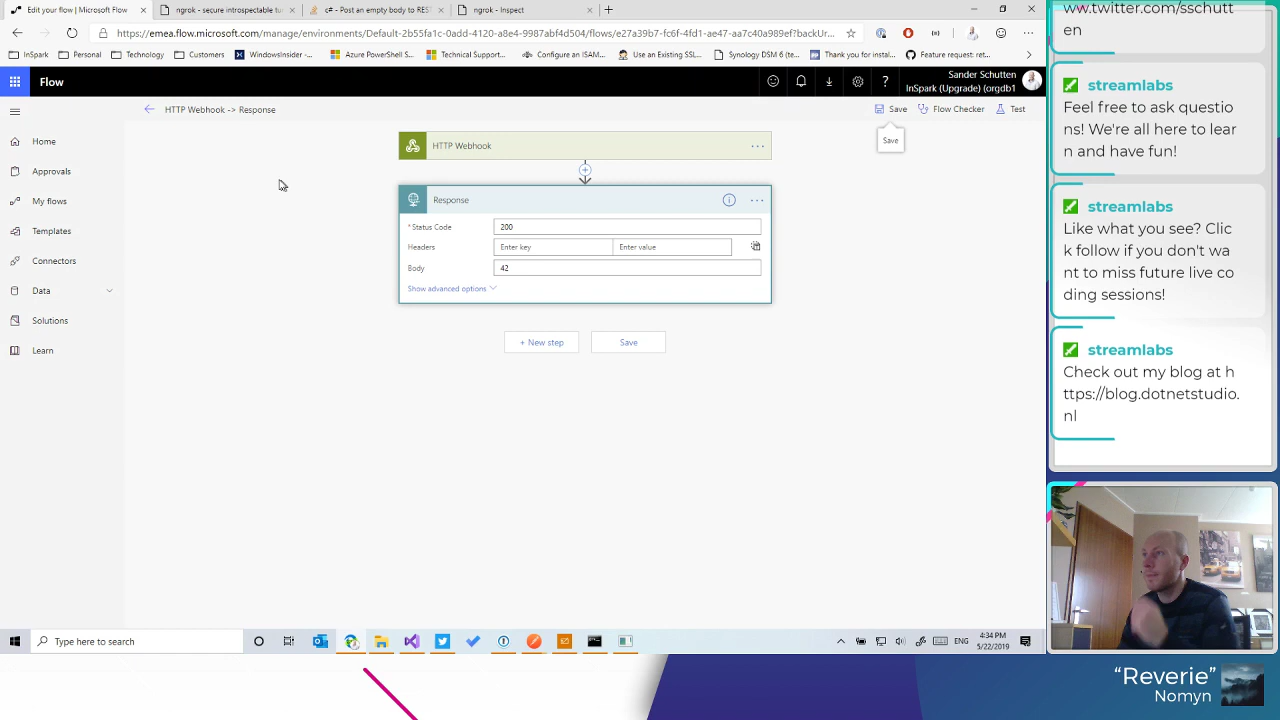 Edit your flow | Microsoft Flow
ngrok - secure introspectable tu
c# - Post an empty body to REST
ngrok - Inspect
https://emea.flow.microsoft.com/manage/environments/Default-2b55fa1c-0add-4120-a8e4-9987abf4d504/flows/e27a39b7-fc6f-4fd1-ae47-aa7c40a989ef?backUr...
InSpark
Personal
Technology
Customers
WindowsInsider -
Azure PowerShell S...
Technical Support...
Configuring an ISAM...
Use an Existing SSL...
Synology DSM 6 (te...
Thank you for instal...
Feature request: ret...
Flow
Sander Schutten
InSpark (Upgrade) (orgdb1
HTTP Webhook -> Response
Save
Flow Checker
Test
Save
Home
Approvals
My flows
Templates
Connectors
Data
Solutions
Learn
HTTP Webhook
Response
* Status Code
200
Headers
Enter key
Enter value
Body
42
Show advanced options
+ New step
Save
ww.twitter.com/sschutt
en
streamlabs
Feel free to ask questio
ns! We're all here to lear
n and have fun!
streamlabs
Like what you see? Clic
k follow if you don't wa
nt to miss future live co
ding sessions!
streamlabs
Check out my blog at h
ttps://blog.dotnetstudio.
nl
Type here to search
ENG
4:34 PM
5/22/2019
“Reverie”
Nomyn